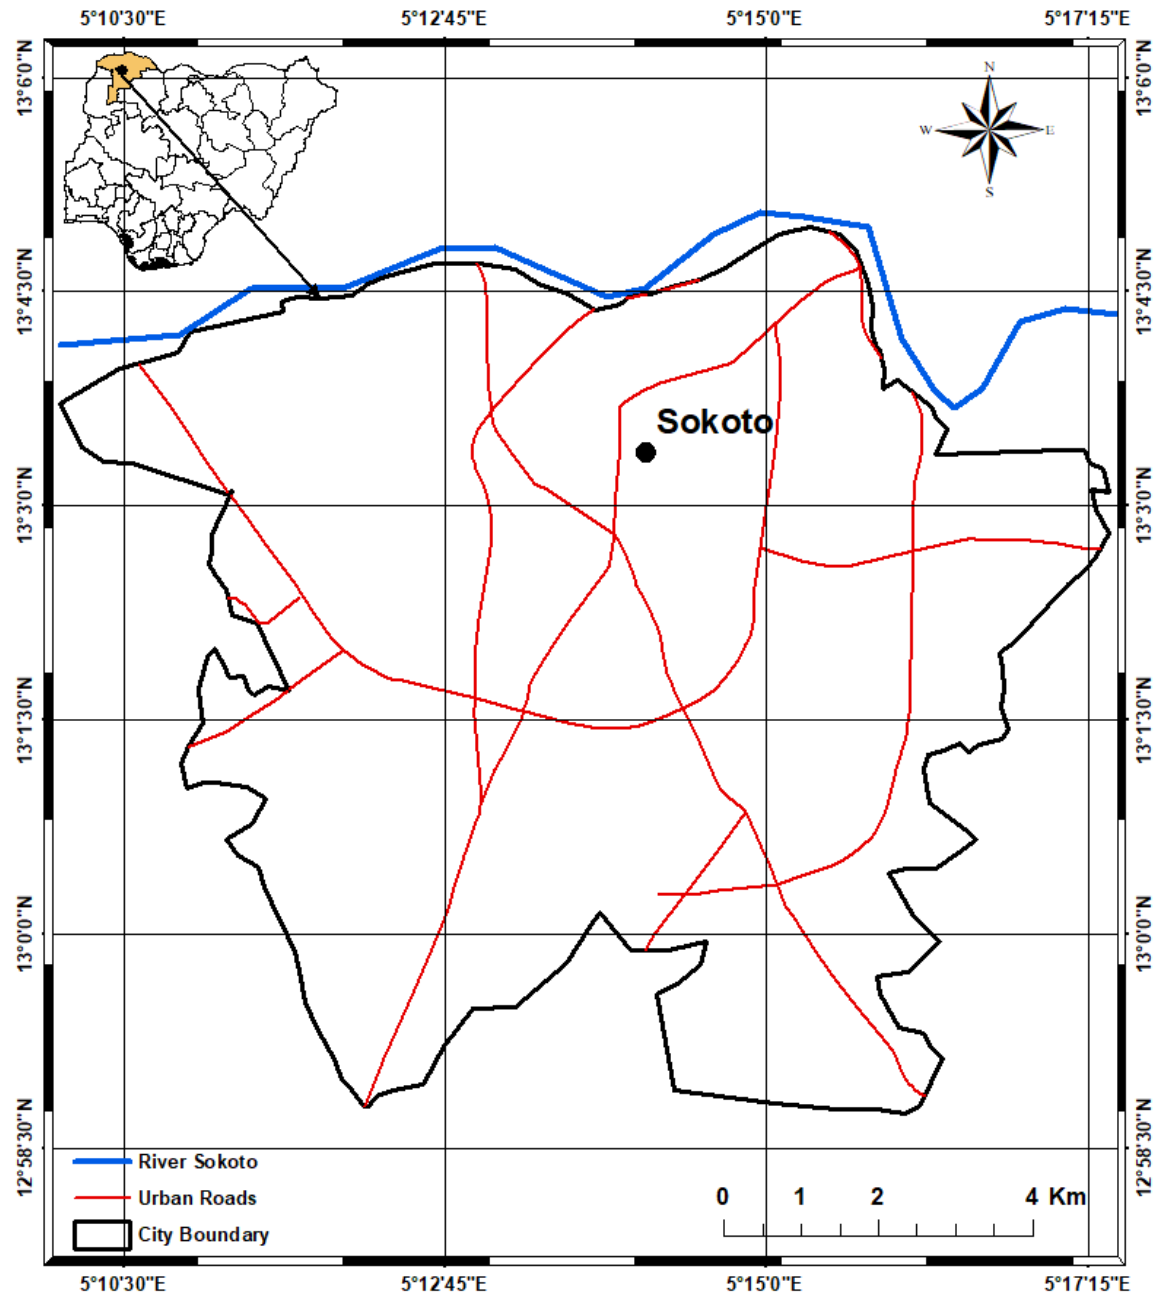 5°10'30"E 5°12'45"E 5°15'0"E 5°17'15"E
13°6'0"N 13°6'0"N
N
W E
S
13°4'30"N 13°4'30"N
Sokoto
13°3'0"N 13°3'0"N
13°1'30"N 13°1'30"N
13°0'0"N 13°0'0"N
12°58'30"N 12°58'30"N
River Sokoto
Urban Roads
City Boundary
0 1 2 4 Km
5°10'30"E 5°12'45"E 5°15'0"E 5°17'15"E